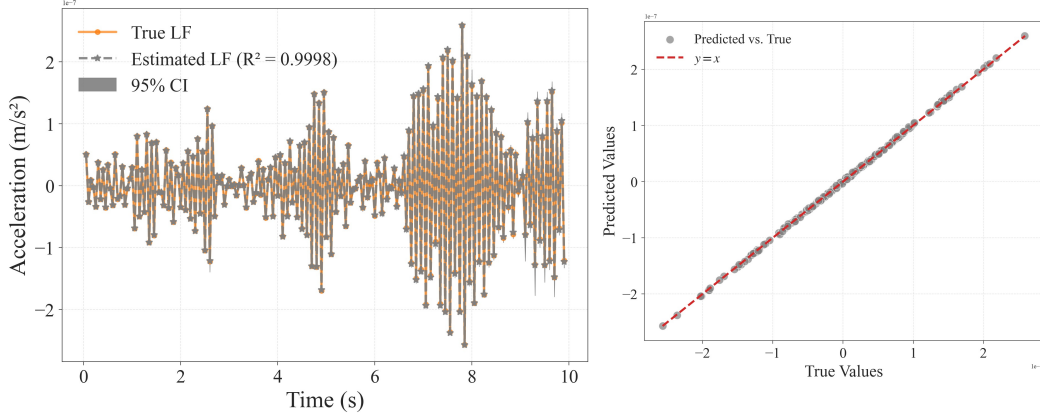 1e−7
True LF
Estimated LF (R² = 0.9998)
95% CI
2
1
0
−1
−2
Acceleration (m/s²)
0 2 4 6 8 10
Time (s)
1e−7
Predicted vs. True
y = x
2
1
0
−1
−2
Predicted Values
−2 −1 0 1 2
True Values